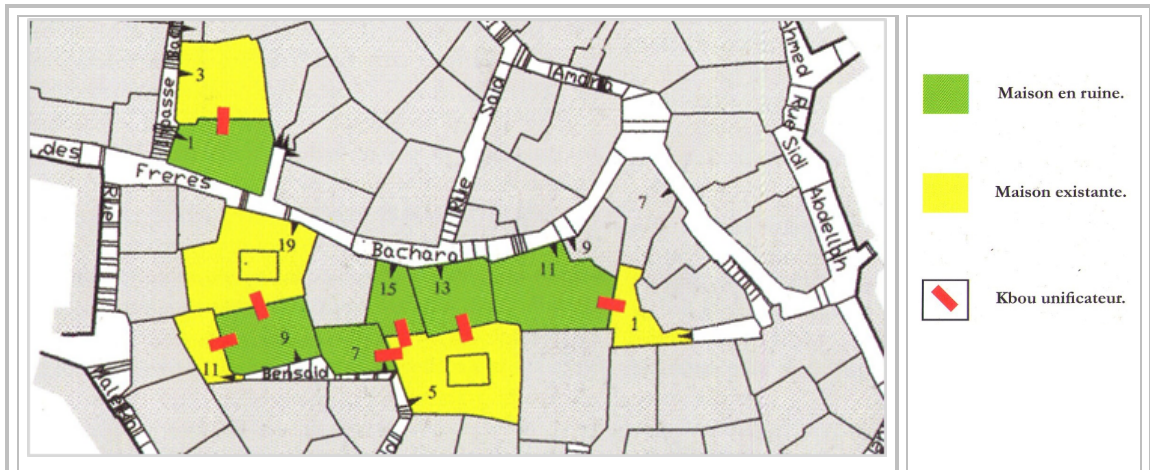 3
Impasse
1
des
Freres
Rue
19
Bachara
Rue
Said
Amara
Ahmed
Rue Sidi
Abdellah
7
9
11
15
13
1
9
7
11
Bensaid
5
Maison en ruine.
Maison existante.
Kbou unificateur.